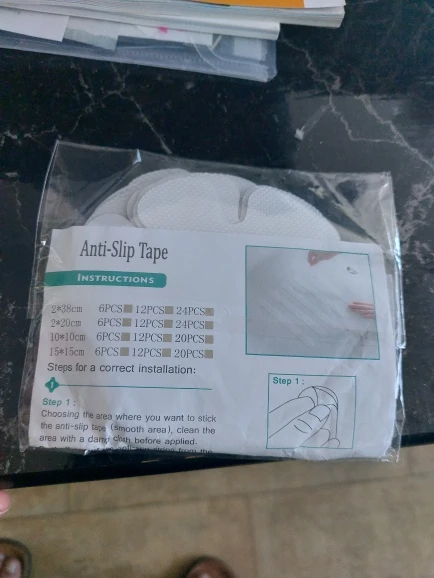 Anti-Slip Tape
INSTRUCTIONS
2*38cm 6PCS 12PCS 24PCS
2*20cm 6PCS 12PCS 24PCS
10*10cm 6PCS 12PCS 20PCS
15*15cm 6PCS 12PCS 20PCS
Steps for a correct installation:
1
Step 1 :
Choosing the area where you want to stick
the anti-slip tape (smooth area), clean the
area with a damp cloth before applied.
Step 1 :